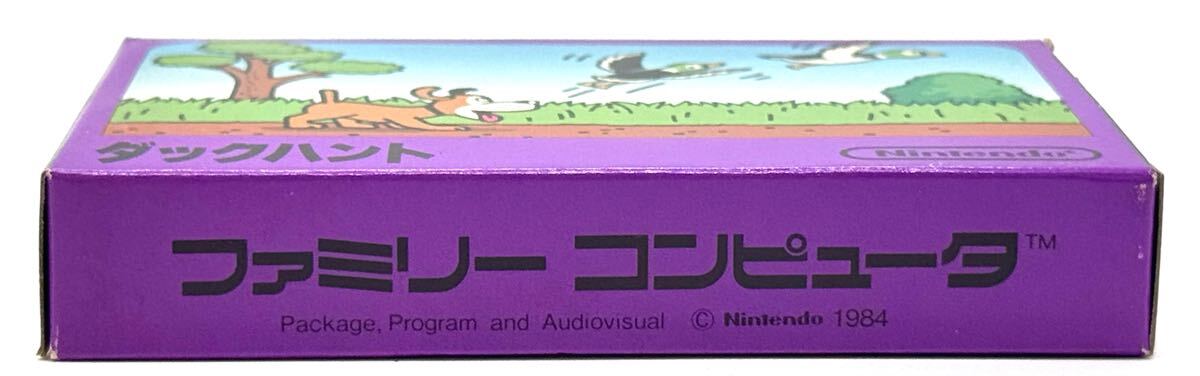 ダックハント
Nintendo®
ファミリー コンピュータ™
Package, Program and Audiovisual © Nintendo 1984